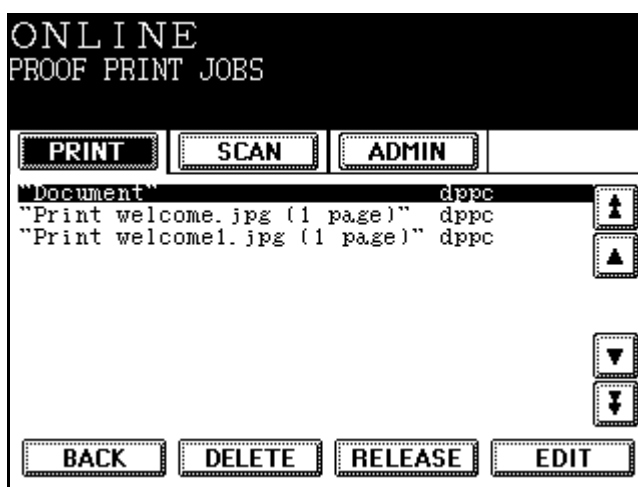 ONLINE
PROOF PRINT JOBS
PRINT SCAN ADMIN
"Document" dppc
"Print welcome.jpg (1 page)" dppc
"Print welcome1.jpg (1 page)" dppc
BACK DELETE RELEASE EDIT